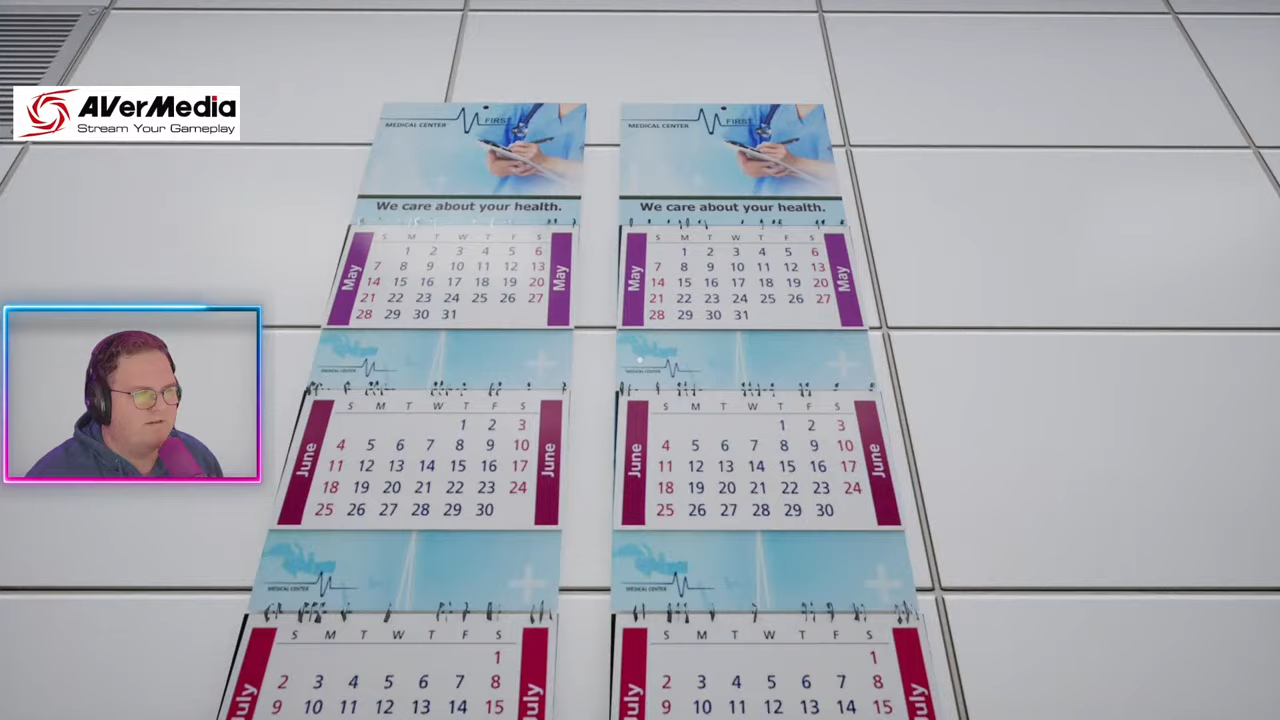 AVerMedia
Stream Your Gameplay
MEDICAL CENTER FIRST
We care about your health.
May
S M T W T F S
1 2 3 4 5 6
7 8 9 10 11 12 13
14 15 16 17 18 19 20
21 22 23 24 25 26 27
28 29 30 31
May
MEDICAL CENTER
June
S M T W T F S
1 2 3
4 5 6 7 8 9 10
11 12 13 14 15 16 17
18 19 20 21 22 23 24
25 26 27 28 29 30
June
MEDICAL CENTER
July
S M T W T F S
1
2 3 4 5 6 7 8
9 10 11 12 13 14 15
July
MEDICAL CENTER FIRST
We care about your health.
May
S M T W T F S
1 2 3 4 5 6
7 8 9 10 11 12 13
14 15 16 17 18 19 20
21 22 23 24 25 26 27
28 29 30 31
May
MEDICAL CENTER
June
S M T W T F S
1 2 3
4 5 6 7 8 9 10
11 12 13 14 15 16 17
18 19 20 21 22 23 24
25 26 27 28 29 30
June
MEDICAL CENTER
July
S M T W T F S
1
2 3 4 5 6 7 8
9 10 11 12 13 14 15
July